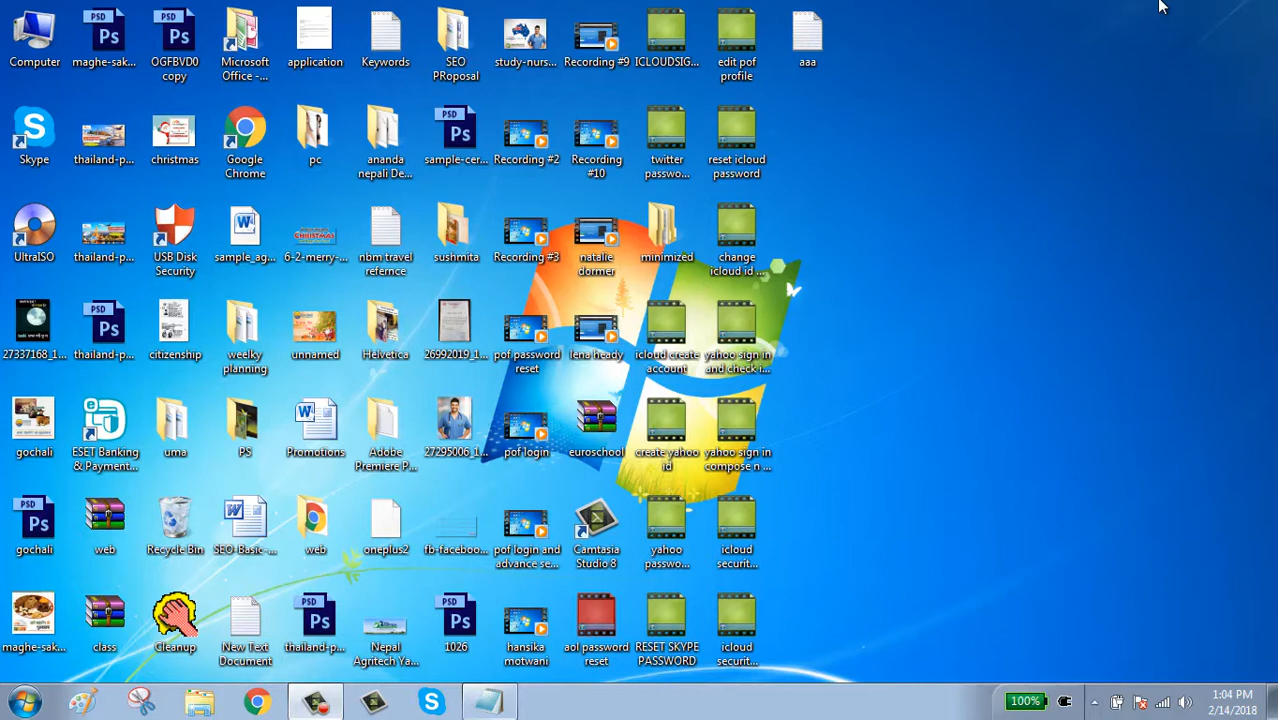 Computer
maghe-sak...
OGFBVD0
copy
Microsoft
Office -...
application
Keywords
SEO
PRoposal
study-nurs...
Recording #9
ICLOUDSIG...
edit pof
profile
aaa
Skype
thailand-p...
christmas
Google
Chrome
pc
ananda
nepali De...
sample-cer...
Recording #2
Recording
#10
twitter
passwo...
reset icloud
password
UltraISO
thailand-p...
USB Disk
Security
sample_ag...
6-2-merry-...
nbm travel
refernce
sushmita
Recording #3
natalie
dormer
minimized
change
icloud id ...
27337168_1...
thailand-p...
citizenship
weelky
planning
unnamed
Helvetica
26992019_1...
pof password
reset
lena heady
icloud create
account
yahoo sign in
and check i...
gochali
ESET Banking
& Payment...
uma
PS
Promotions
Adobe
Premiere P...
27295006_1...
pof login
euroschool
create yahoo
id
yahoo sign in
compose n ...
gochali
web
Recycle Bin
SEO-Basic-...
web
oneplus2
fb-faceboo...
pof login and
advance se...
Camtasia
Studio 8
yahoo
passwo...
icloud
securit...
maghe-sak...
class
Cleanup
New Text
Document
thailand-p...
Nepal
Agritech Ya...
1026
hansika
motwani
aol password
reset
RESET SKYPE
PASSWORD
icloud
securit...
100%
1:04 PM
2/14/2018